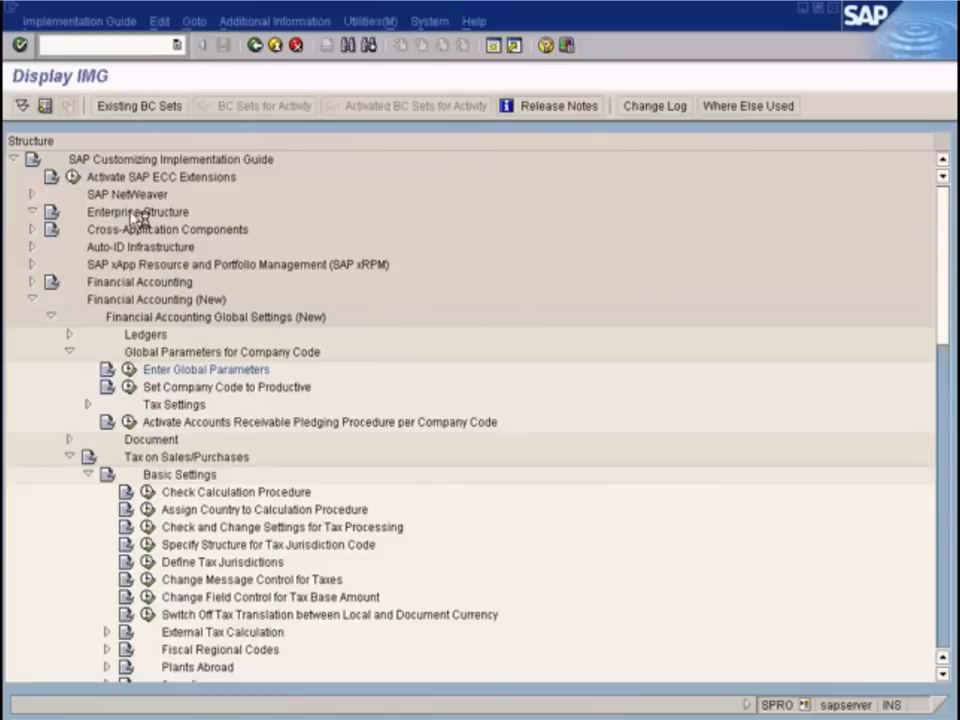 Implementation Guide Edit Goto Additional Information Utilities(M) System Help
SAP
Display IMG
Existing BC Sets BC Sets for Activity Activated BC Sets for Activity Release Notes Change Log Where Else Used
Structure
SAP Customizing Implementation Guide
Activate SAP ECC Extensions
SAP NetWeaver
Enterprise Structure
Cross-Application Components
Auto-ID Infrastructure
SAP xApp Resource and Portfolio Management (SAP xRPM)
Financial Accounting
Financial Accounting (New)
Financial Accounting Global Settings (New)
Ledgers
Global Parameters for Company Code
Enter Global Parameters
Set Company Code to Productive
Tax Settings
Activate Accounts Receivable Pledging Procedure per Company Code
Document
Tax on Sales/Purchases
Basic Settings
Check Calculation Procedure
Assign Country to Calculation Procedure
Check and Change Settings for Tax Processing
Specify Structure for Tax Jurisdiction Code
Define Tax Jurisdictions
Change Message Control for Taxes
Change Field Control for Tax Base Amount
Switch Off Tax Translation between Local and Document Currency
External Tax Calculation
Fiscal Regional Codes
Plants Abroad
SPRO sapserver INS